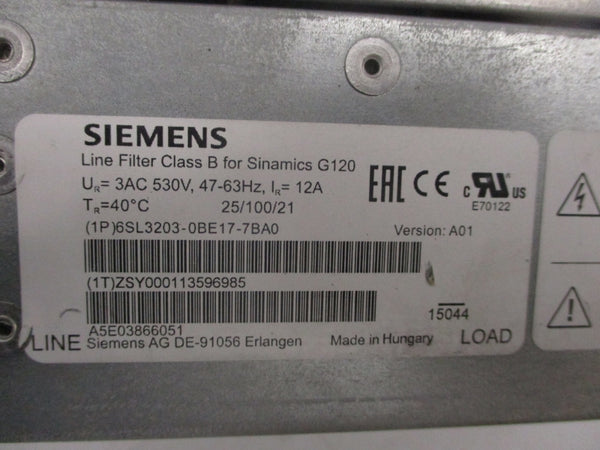 SIEMENS
Line Filter Class B for Sinamics G120
UR= 3AC 530V, 47-63Hz, IR= 12A
TR=40°C 25/100/21
(1P)6SL3203-0BE17-7BA0
EAC CE c RU us
E70122
Version: A01
(1T)ZSY000113596985
A5E03866051
15044
LINE Siemens AG DE-91056 Erlangen Made in Hungary LOAD